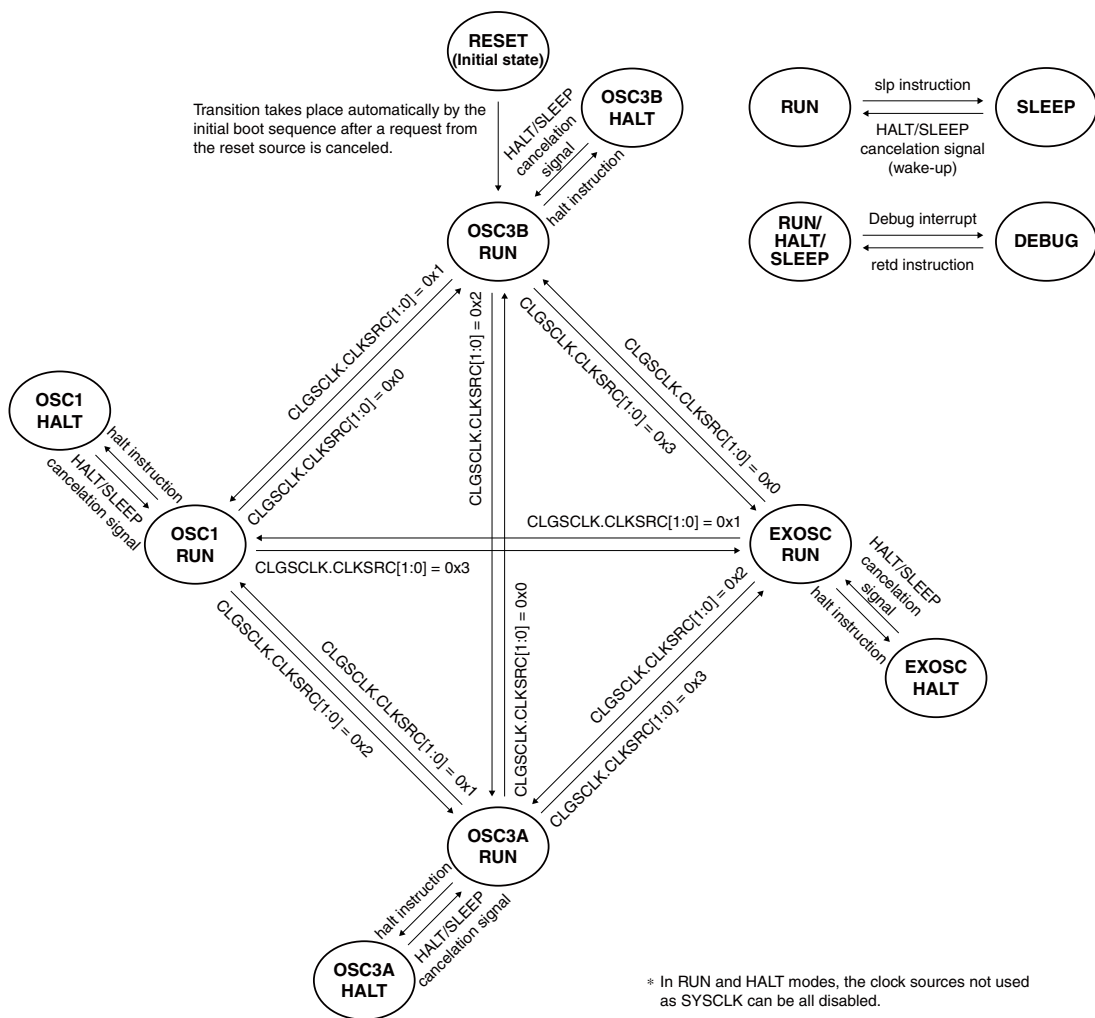 RESET
(Initial state)
Transition takes place automatically by the
initial boot sequence after a request from
the reset source is canceled.
HALT/SLEEP
cancelation
signal
halt instruction
OSC3B
HALT
RUN
slp instruction
SLEEP
HALT/SLEEP
cancelation signal
(wake-up)
OSC3B
RUN
RUN/
HALT/
SLEEP
Debug interrupt
DEBUG
retd instruction
CLGSCLK.CLKSRC[1:0] = 0x1
CLGSCLK.CLKSRC[1:0] = 0x0
CLGSCLK.CLKSRC[1:0] = 0x2
CLGSCLK.CLKSRC[1:0] = 0x0
CLGSCLK.CLKSRC[1:0] = 0x3
CLGSCLK.CLKSRC[1:0] = 0x0
OSC1
HALT
halt instruction
HALT/SLEEP
cancelation signal
OSC1
RUN
CLGSCLK.CLKSRC[1:0] = 0x1
CLGSCLK.CLKSRC[1:0] = 0x3
EXOSC
RUN
HALT/SLEEP
cancelation
signal
halt instruction
EXOSC
HALT
CLGSCLK.CLKSRC[1:0] = 0x2
CLGSCLK.CLKSRC[1:0] = 0x1
CLGSCLK.CLKSRC[1:0] = 0x2
CLGSCLK.CLKSRC[1:0] = 0x3
OSC3A
RUN
halt instruction
HALT/SLEEP
cancelation signal
OSC3A
HALT
* In RUN and HALT modes, the clock sources not used
as SYSCLK can be all disabled.